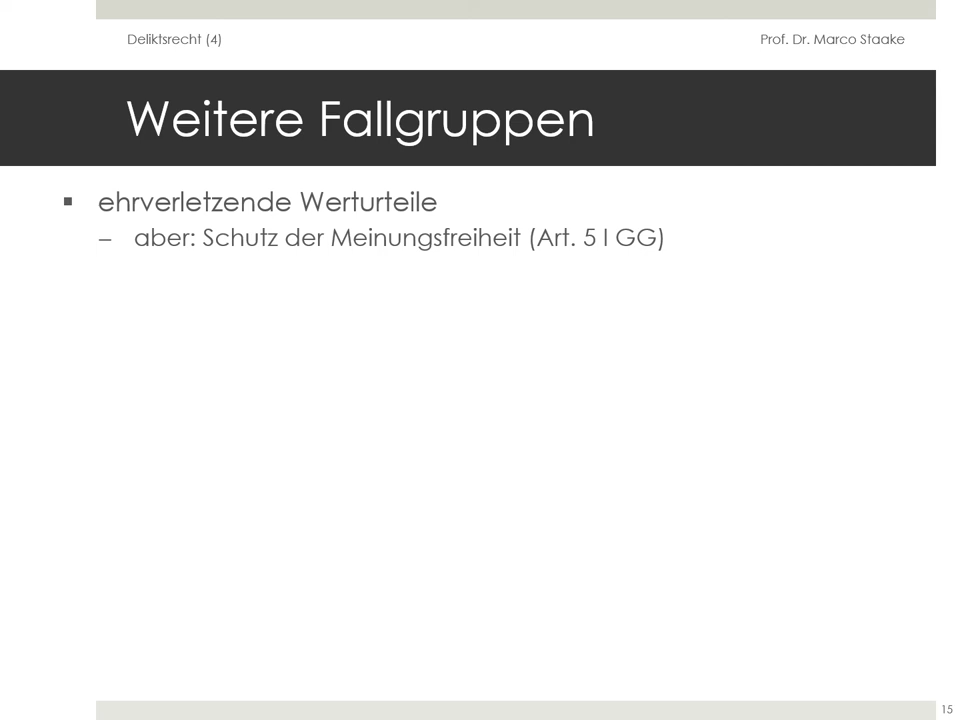 Deliktsrecht (4)
Prof. Dr. Marco Staake
Weitere Fallgruppen
▪ ehrverletzende Werturteile
– aber: Schutz der Meinungsfreiheit (Art. 5 I GG)
15